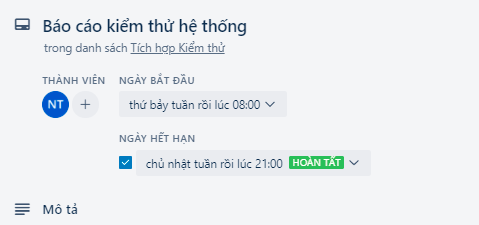 Báo cáo kiểm thử hệ thống
trong danh sách Tích hợp Kiểm thử
THÀNH VIÊN
NT
NGÀY BẮT ĐẦU
thứ bảy tuần rồi lúc 08:00
NGÀY HẾT HẠN
chủ nhật tuần rồi lúc 21:00 HOÀN TẤT
Mô tả